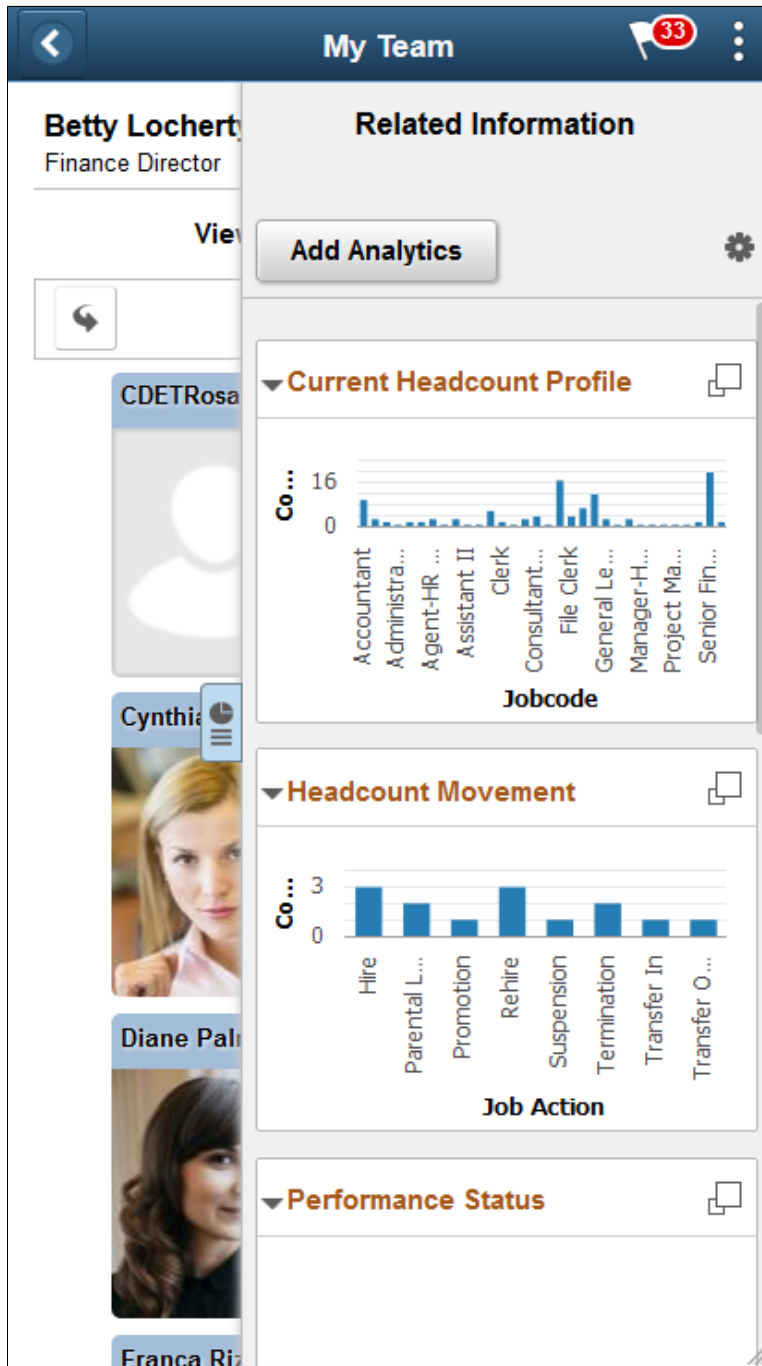 My Team
33
Betty Locherty
Finance Director
View
CDETRosa
Cynthia
Diane Palm
Franca Riz
Related Information
Add Analytics
Current Headcount Profile
Co...
16
0
Accountant
Administra...
Agent-HR ...
Assistant II
Clerk
Consultant...
File Clerk
General Le...
Manager-H...
Project Ma...
Senior Fin...
Jobcode
Headcount Movement
Co...
3
0
Hire
Parental L...
Promotion
Rehire
Suspension
Termination
Transfer In
Transfer O...
Job Action
Performance Status